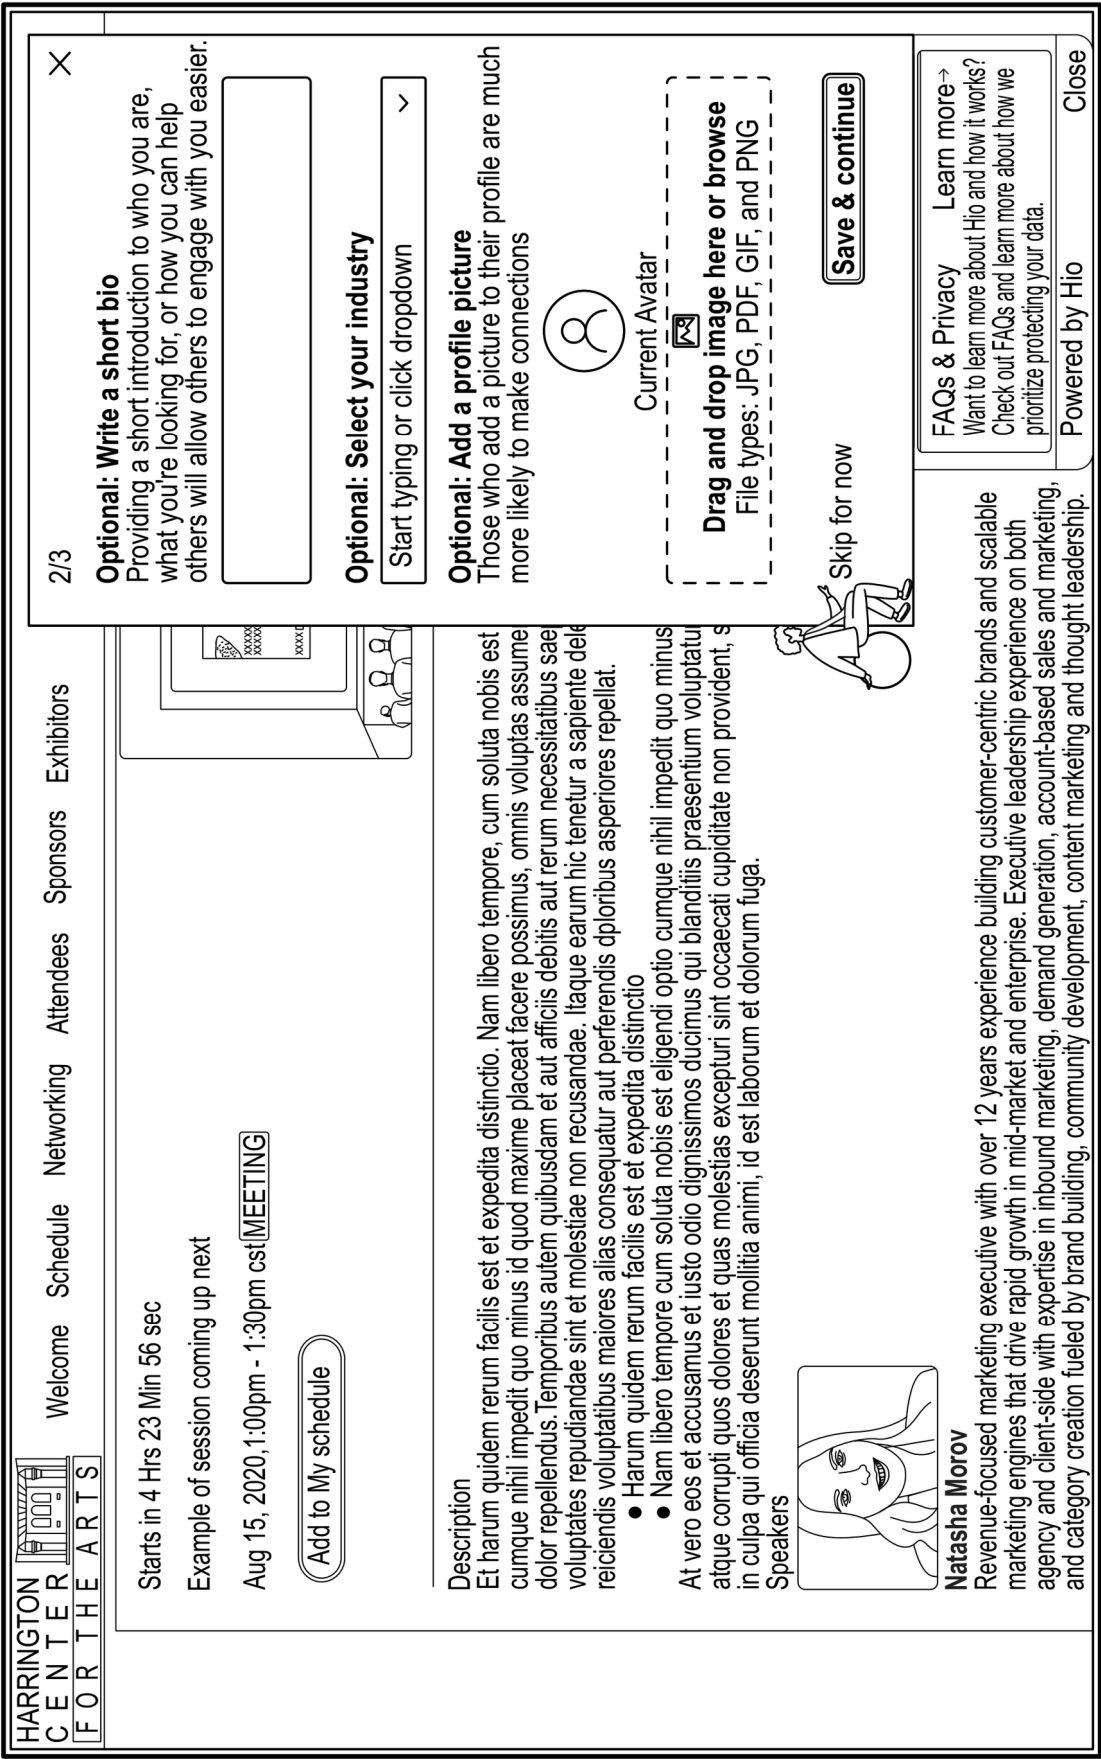 HARRINGTON
CENTER
FOR THE ARTS
Welcome Schedule Networking Attendees Sponsors Exhibitors
Starts in 4 Hrs 23 Min 56 sec
Example of session coming up next
Aug 15, 2020,1:00pm - 1:30pm cst MEETING
Add to My schedule
XXXXX
XXXXX
XXXX D
Description
Et harum quidem rerum facilis est et expedita distinctio. Nam libero tempore, cum soluta nobis est
cumque nihil impedit quo minus id quod maxime placeat facere possimus, omnis voluptas assume
dolor repellendus. Temporibus autem quibusdam et aut afficiis debitis aut rerum necessitatibus sae
voluptates repudiandae sint et molestiae non recusandae. Itaque earum hic tenetur a sapiente dele
reiciendis voluptatibus maiores alias consequatur aut perferendis dploribus asperiores repellat.
● Harum quidem rerum facilis est et expedita distinctio
● Nam libero tempore cum soluta nobis est eligendi optio cumque nihil impedit quo minus
At vero eos et accusamus et iusto odio dignissimos ducimus qui blanditiis praesentium voluptatu
atque corrupti quos dolores et quas molestias excepturi sint occaecati cupiditate non provident, s
in culpa qui officia deserunt mollitia animi, id est laborum et dolorum fuga.
Speakers
Natasha Morov
Revenue-focused marketing executive with over 12 years experience building customer-centric brands and scalable
marketing engines that drive rapid growth in mid-market and enterprise. Executive leadership experience on both
agency and client-side with expertise in inbound marketing, demand generation, account-based sales and marketing,
and category creation fueled by brand building, community development, content marketing and thought leadership.
2/3
Optional: Write a short bio
Providing a short introduction to who you are,
what you're looking for, or how you can help
others will allow others to engage with you easier.
Optional: Select your industry
Start typing or click dropdown
Optional: Add a profile picture
Those who add a picture to their profile are much
more likely to make connections
Current Avatar
Drag and drop image here or browse
File types: JPG, PDF, GIF, and PNG
Skip for now Save & continue
FAQs & Privacy Learn more→
Want to learn more about Hio and how it works?
Check out FAQs and learn more about how we
prioritize protecting your data.
Powered by Hio Close